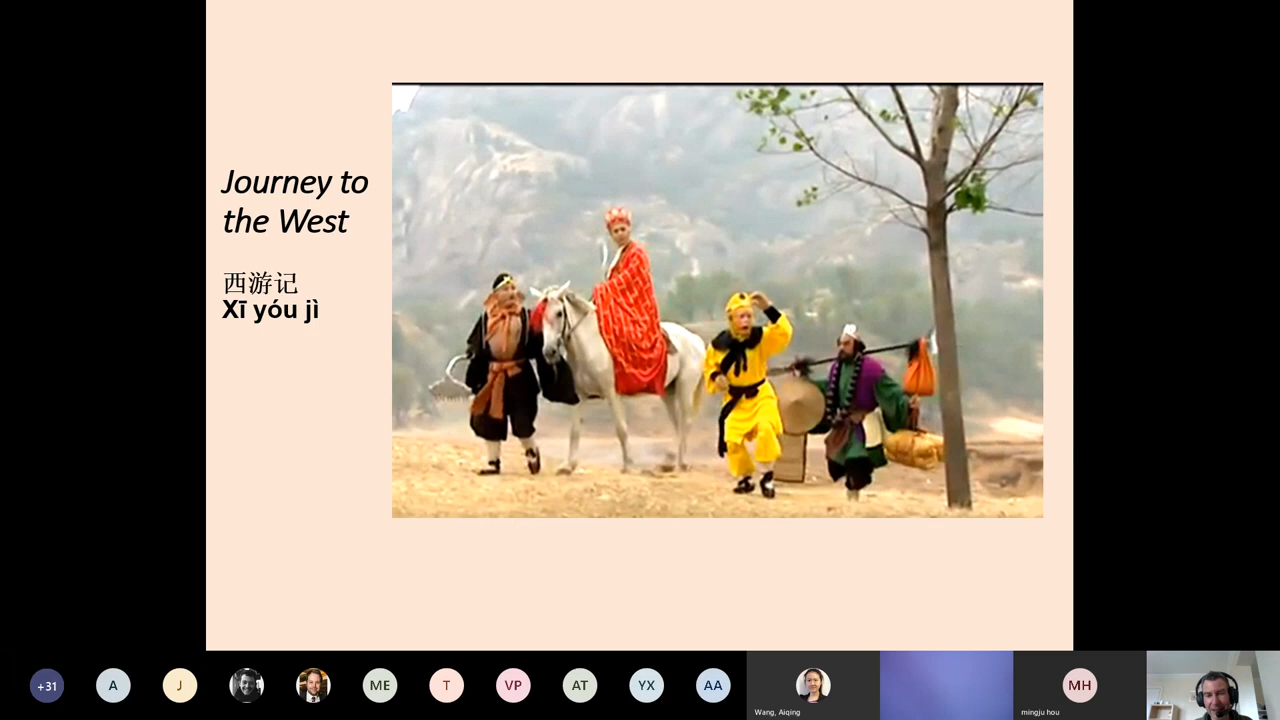 Journey to
the West
西游记
Xī yóu jì
+31
A
J
ME
T
VP
AT
YX
AA
Wang, Aiqing
MH
mingju hou